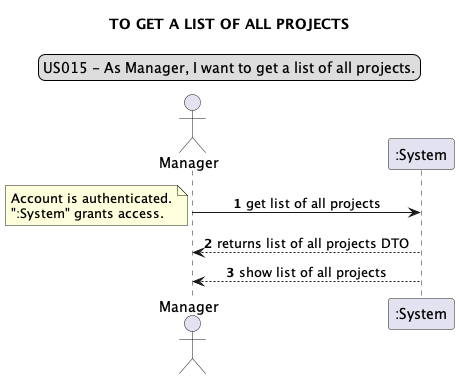 TO GET A LIST OF ALL PROJECTS
US015 - As Manager, I want to get a list of all projects.
Manager
:System
Account is authenticated.
":System" grants access.
1 get list of all projects
2 returns list of all projects DTO
3 show list of all projects
Manager
:System